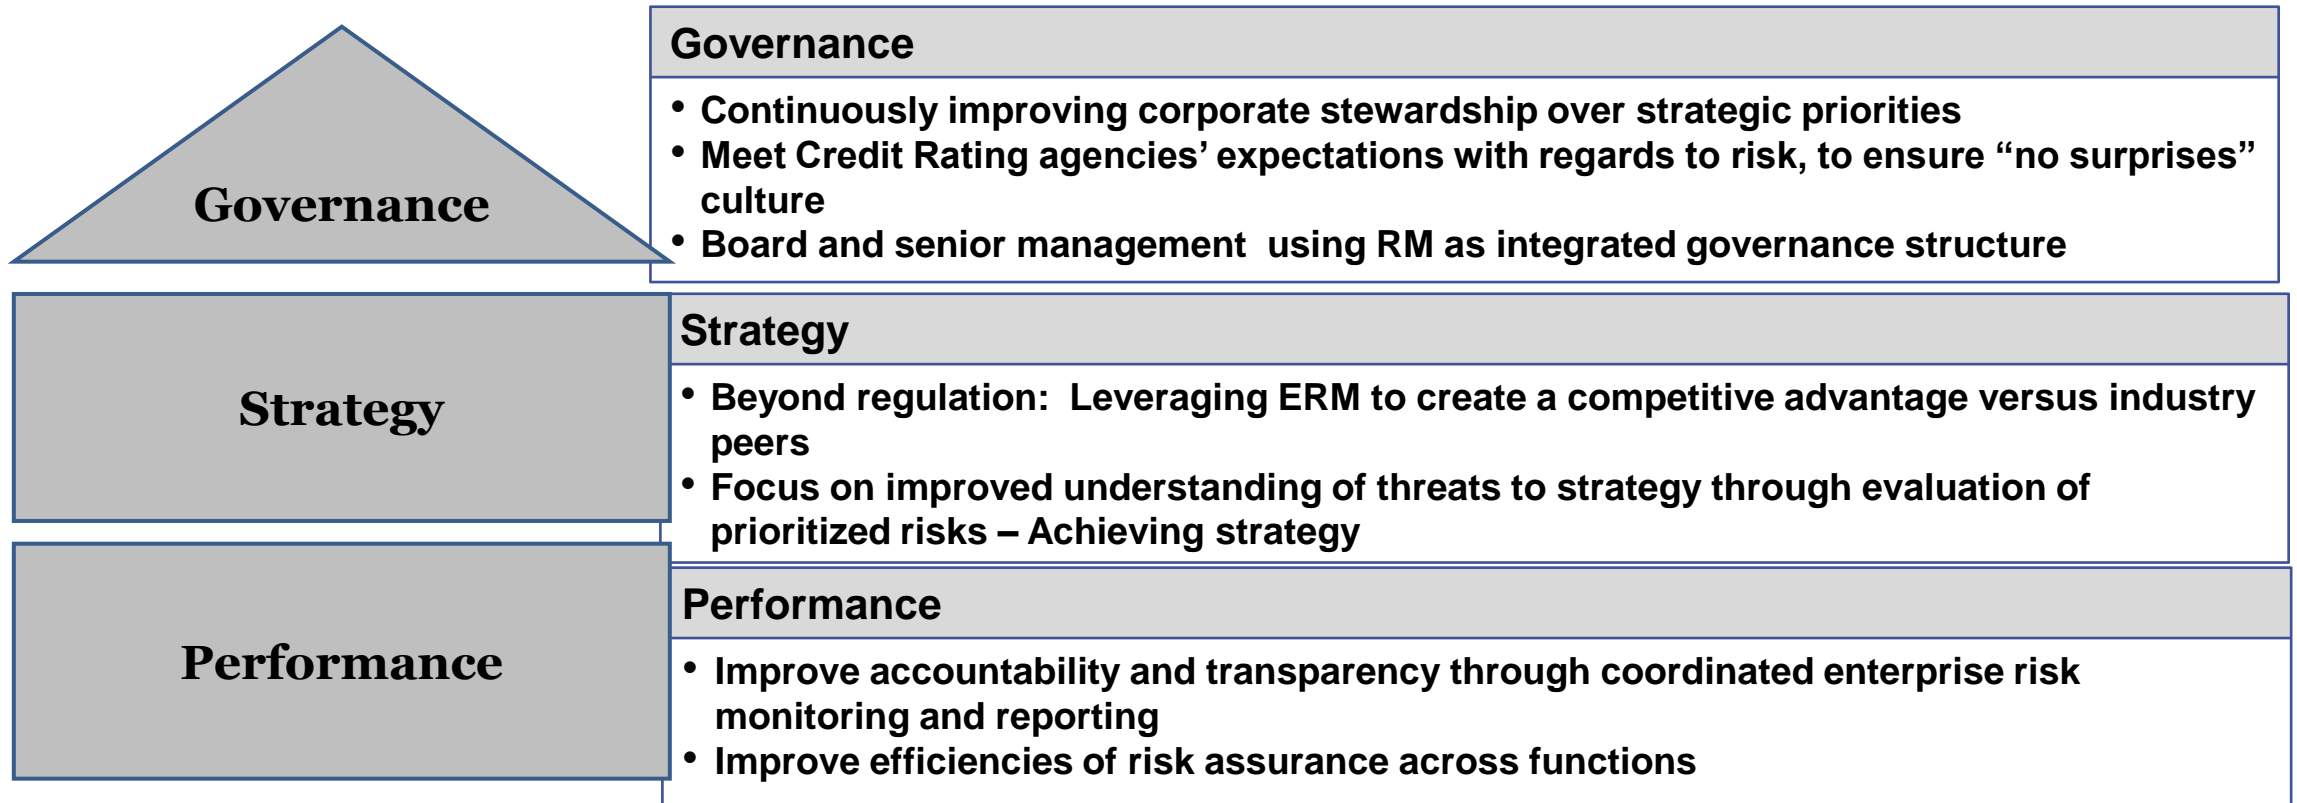 Governance
Governance
• Continuously improving corporate stewardship over strategic priorities
• Meet Credit Rating agencies’ expectations with regards to risk, to ensure “no surprises”
culture
• Board and senior management  using RM as integrated governance structure
Strategy
Strategy
• Beyond regulation:  Leveraging ERM to create a competitive advantage versus industry
peers
• Focus on improved understanding of threats to strategy through evaluation of
prioritized risks – Achieving strategy
Performance
Performance
• Improve accountability and transparency through coordinated enterprise risk
monitoring and reporting
• Improve efficiencies of risk assurance across functions